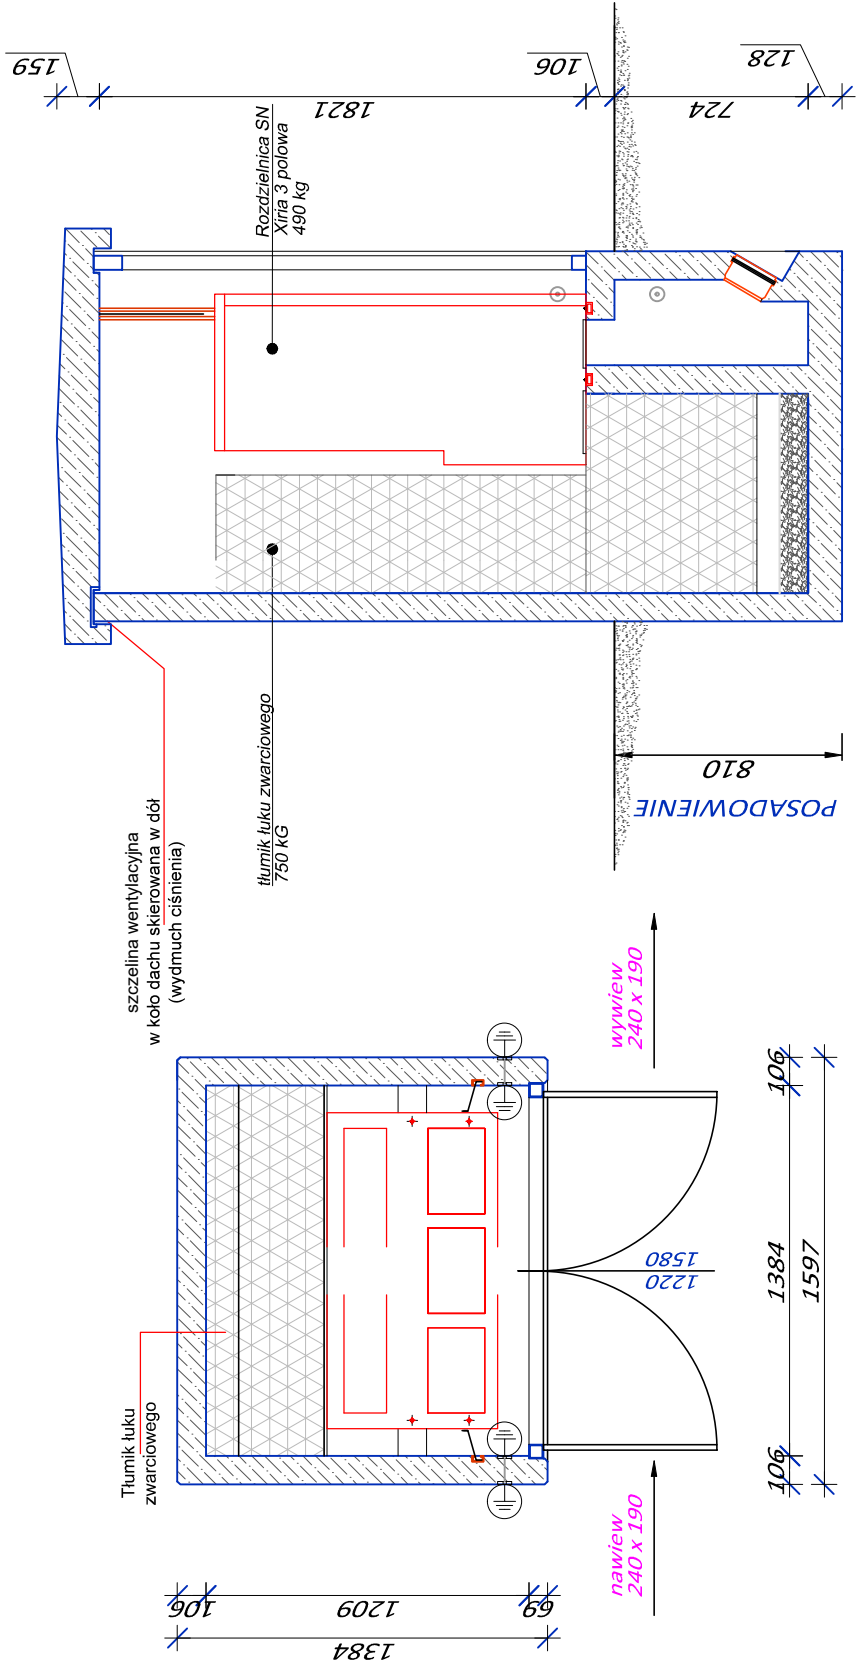 159
1821
106
724
128
Rozdzielnica SN
Xiria 3 polowa
490 kg
tłumik łuku zwarciowego
750 kG
szczelina wentylacyjna
w koło dachu skierowana w dół
(wydmuch ciśnienia)
810
POSADOWIENIE
wywiew
240 x 190
nawiew
240 x 190
Tłumik łuku
zwarciowego
1580
1220
106
1384
106
1597
106
1209
69
1384